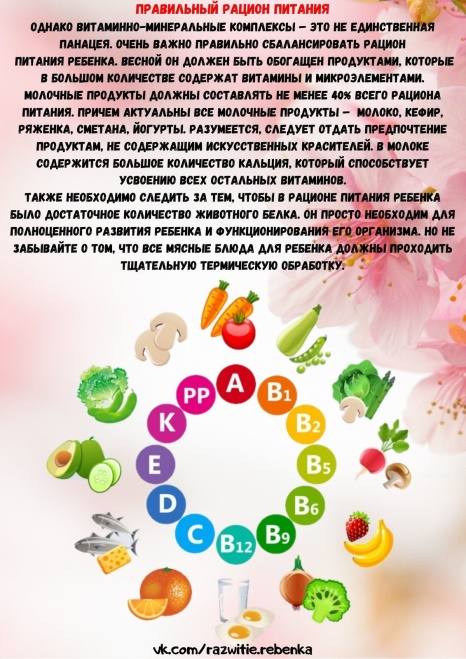 ПРАВИЛЬНЫЙ РАЦИОН ПИТАНИЯ
ОДНАКО ВИТАМИННО-МИНЕРАЛЬНЫЕ КОМПЛЕКСЫ – ЭТО НЕ ЕДИНСТВЕННАЯ
ПАНАЦЕЯ. ОЧЕНЬ ВАЖНО ПРАВИЛЬНО СБАЛАНСИРОВАТЬ РАЦИОН
ПИТАНИЯ РЕБЕНКА. ВЕСНОЙ ОН ДОЛЖЕН БЫТЬ ОБОГАЩЕН ПРОДУКТАМИ, КОТОРЫЕ
В БОЛЬШОМ КОЛИЧЕСТВЕ СОДЕРЖАТ ВИТАМИНЫ И МИКРОЭЛЕМЕНТАМИ.
МОЛОЧНЫЕ ПРОДУКТЫ ДОЛЖНЫ СОСТАВЛЯТЬ НЕ МЕНЕЕ 40% ВСЕГО РАЦИОНА
ПИТАНИЯ. ПРИЧЕМ АКТУАЛЬНЫ ВСЕ МОЛОЧНЫЕ ПРОДУКТЫ – МОЛОКО, КЕФИР,
РЯЖЕНКА, СМЕТАНА, ЙОГУРТЫ. РАЗУМЕЕТСЯ, СЛЕДУЕТ ОТДАТЬ ПРЕДПОЧТЕНИЕ
ПРОДУКТАМ, НЕ СОДЕРЖАЩИМ ИСКУССТВЕННЫХ КРАСИТЕЛЕЙ. В МОЛОКЕ
СОДЕРЖИТСЯ БОЛЬШОЕ КОЛИЧЕСТВО КАЛЬЦИЯ, КОТОРЫЙ СПОСОБСТВУЕТ
УСВОЕНИЮ ВСЕХ ОСТАЛЬНЫХ ВИТАМИНОВ.
ТАКЖЕ НЕОБХОДИМО СЛЕДИТЬ ЗА ТЕМ, ЧТОБЫ В РАЦИОНЕ ПИТАНИЯ РЕБЕНКА
БЫЛО ДОСТАТОЧНОЕ КОЛИЧЕСТВО ЖИВОТНОГО БЕЛКА. ОН ПРОСТО НЕОБХОДИМ ДЛЯ
ПОЛНОЦЕННОГО РАЗВИТИЯ РЕБЕНКА И ФУНКЦИОНИРОВАНИЯ ЕГО ОРГАНИЗМА. НО НЕ
ЗАБЫВАЙТЕ О ТОМ, ЧТО ВСЕ МЯСНЫЕ БЛЮДА ДЛЯ РЕБЕНКА ДОЛЖНЫ ПРОХОДИТЬ
ТЩАТЕЛЬНУЮ ТЕРМИЧЕСКУЮ ОБРАБОТКУ.
A
B1
B2
B5
B6
B9
B12
C
D
E
K
PP
vk.com/razwitie.rebenka